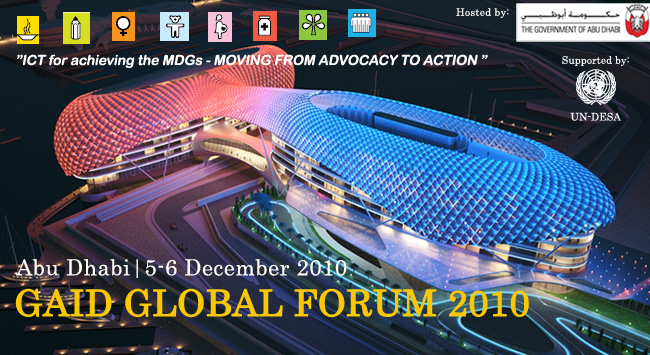 Hosted by:
حكومة أبوظبي
THE GOVERNMENT OF ABU DHABI
"ICT for achieving the MDGs - MOVING FROM ADVOCACY TO ACTION "
Supported by:
UN-DESA
Abu Dhabi | 5-6 December 2010
GAID GLOBAL FORUM 2010